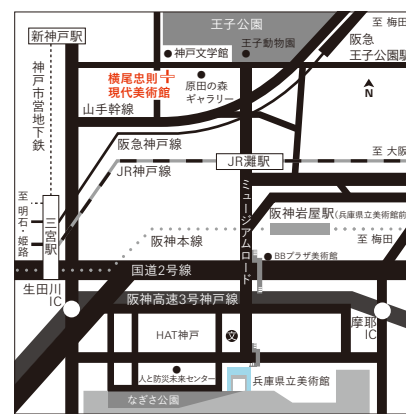 王子公園
至 梅田
新神戸駅
神戸文学館
王子動物園
阪急
王子公園駅
横尾忠則
現代美術館
原田の森
ギャラリー
N
神戸市営地下鉄
山手幹線
阪急神戸線
JR神戸線
JR灘駅
至 大阪
至 明石・姫路
三宮駅
ミュージアムロード
阪神岩屋駅(兵庫県立美術館前)
至 梅田
阪神本線
BBプラザ美術館
国道2号線
生田川
IC
阪神高速3号神戸線
摩耶
IC
HAT神戸
文
人と防災未来センター
兵庫県立美術館
なぎさ公園